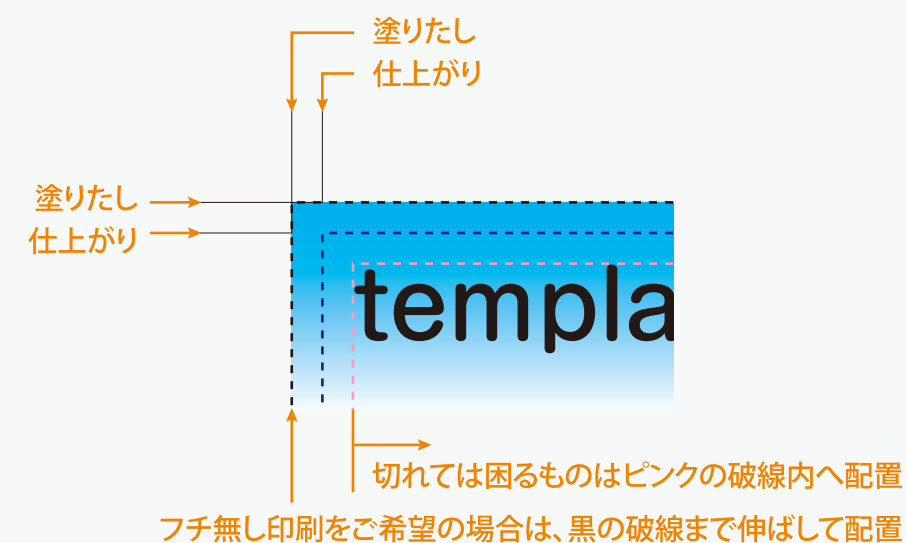 塗りたし
仕上がり
塗りたし
仕上がり
templa
切れては困るものはピンクの破線内へ配置
フチ無し印刷をご希望の場合は、黒の破線まで伸ばして配置